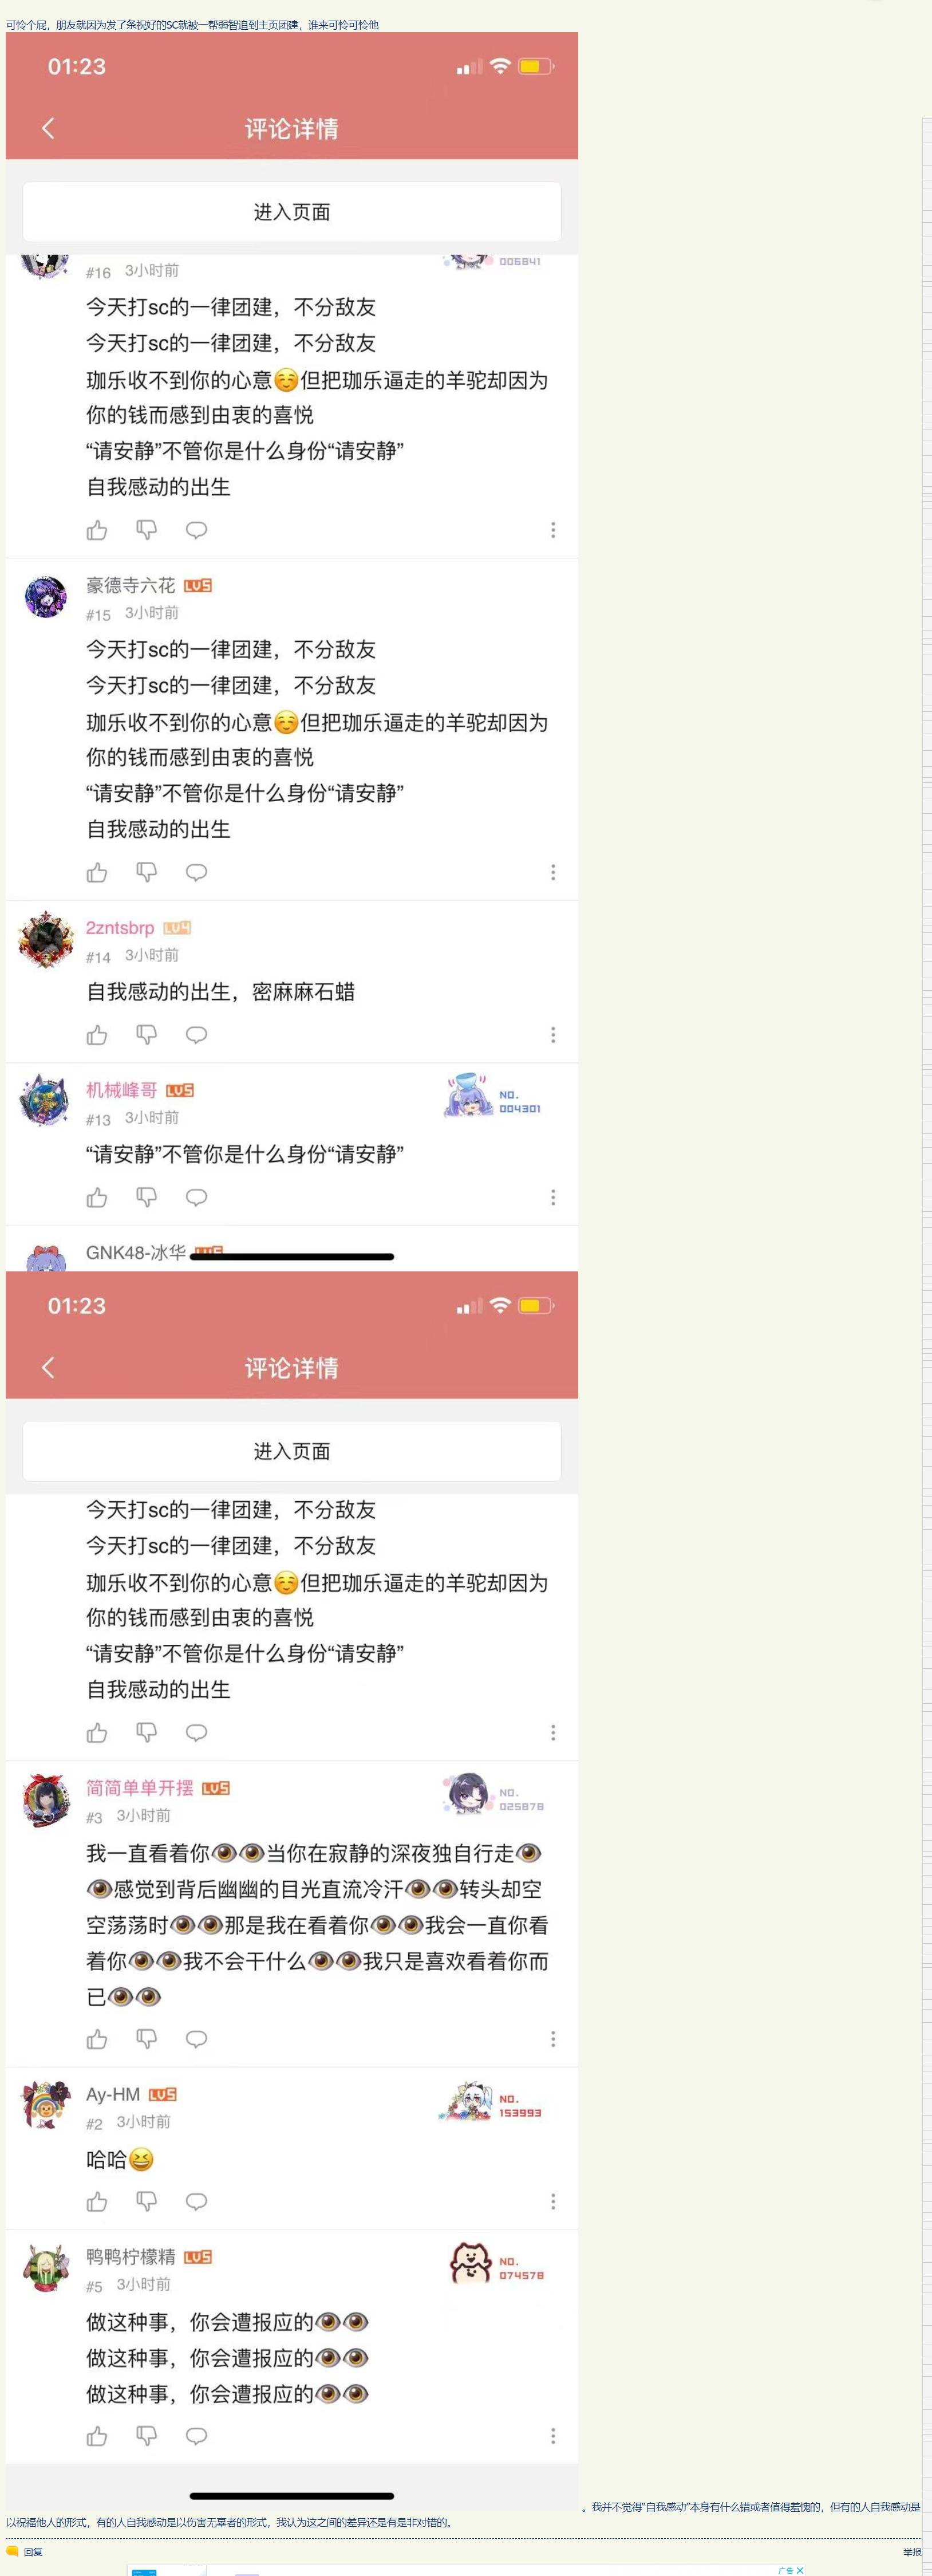 可怜个屁，朋友就因为发了条祝好的SC就被一帮弱智追到主页团建，谁来可怜可怜他
01:23
评论详情
进入页面
006841
#16 3小时前
今天打sc的一律团建，不分敌友
今天打sc的一律团建，不分敌友
珈乐收不到你的心意☺️但把珈乐逼走的羊驼却因为
你的钱而感到由衷的喜悦
“请安静”不管你是什么身份“请安静”
自我感动的出生
豪德寺六花 LV5
#15 3小时前
今天打sc的一律团建，不分敌友
今天打sc的一律团建，不分敌友
珈乐收不到你的心意☺️但把珈乐逼走的羊驼却因为
你的钱而感到由衷的喜悦
“请安静”不管你是什么身份“请安静”
自我感动的出生
2zntsbrp LV4
#14 3小时前
自我感动的出生，密麻麻石蜡
机械峰哥 LV5
NO.
004301
#13 3小时前
“请安静”不管你是什么身份“请安静”
GNK48-冰华 LV5
01:23
评论详情
进入页面
今天打sc的一律团建，不分敌友
今天打sc的一律团建，不分敌友
珈乐收不到你的心意☺️但把珈乐逼走的羊驼却因为
你的钱而感到由衷的喜悦
“请安静”不管你是什么身份“请安静”
自我感动的出生
简简单单开摆 LV5
NO.
025878
#3 3小时前
我一直看着你👁️👁️当你在寂静的深夜独自行走👁️
👁️感觉到背后幽幽的目光直流冷汗👁️👁️转头却空
空荡荡时👁️👁️那是我在看着你👁️👁️我会一直你看
着你👁️👁️我不会干什么👁️👁️我只是喜欢看着你而
已👁️👁️
Ay-HM LV5
NO.
153993
#2 3小时前
哈哈😆
鸭鸭柠檬精 LV5
NO.
074578
#5 3小时前
做这种事，你会遭报应的👁️👁️
做这种事，你会遭报应的👁️👁️
做这种事，你会遭报应的👁️👁️
。我并不觉得“自我感动”本身有什么错或者值得羞愧的，但有的人自我感动是
以祝福他人的形式，有的人自我感动是以伤害无辜者的形式，我认为这之间的差异还是有是非对错的。
回复 举报
广告